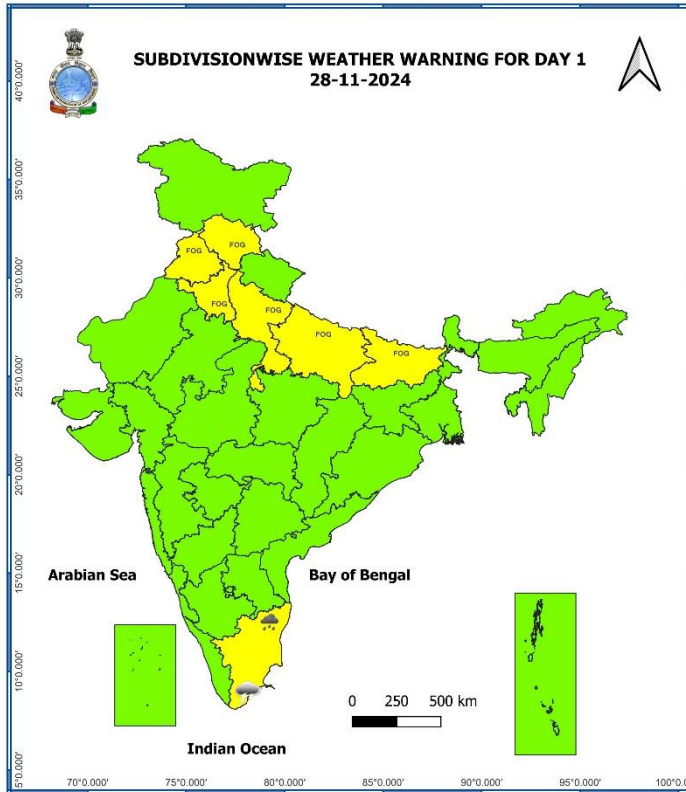 SUBDIVISIONWISE WEATHER WARNING FOR DAY 1
28-11-2024
40°0.000'
35°0.000'
30°0.000'
25°0.000'
20°0.000'
15°0.000'
10°0.000'
5°0.000'
FOG
FOG
FOG
FOG
FOG
FOG
Arabian Sea
Bay of Bengal
0 250 500 km
Indian Ocean
70°0.000' 75°0.000' 80°0.000' 85°0.000' 90°0.000' 95°0.000' 100°0.0